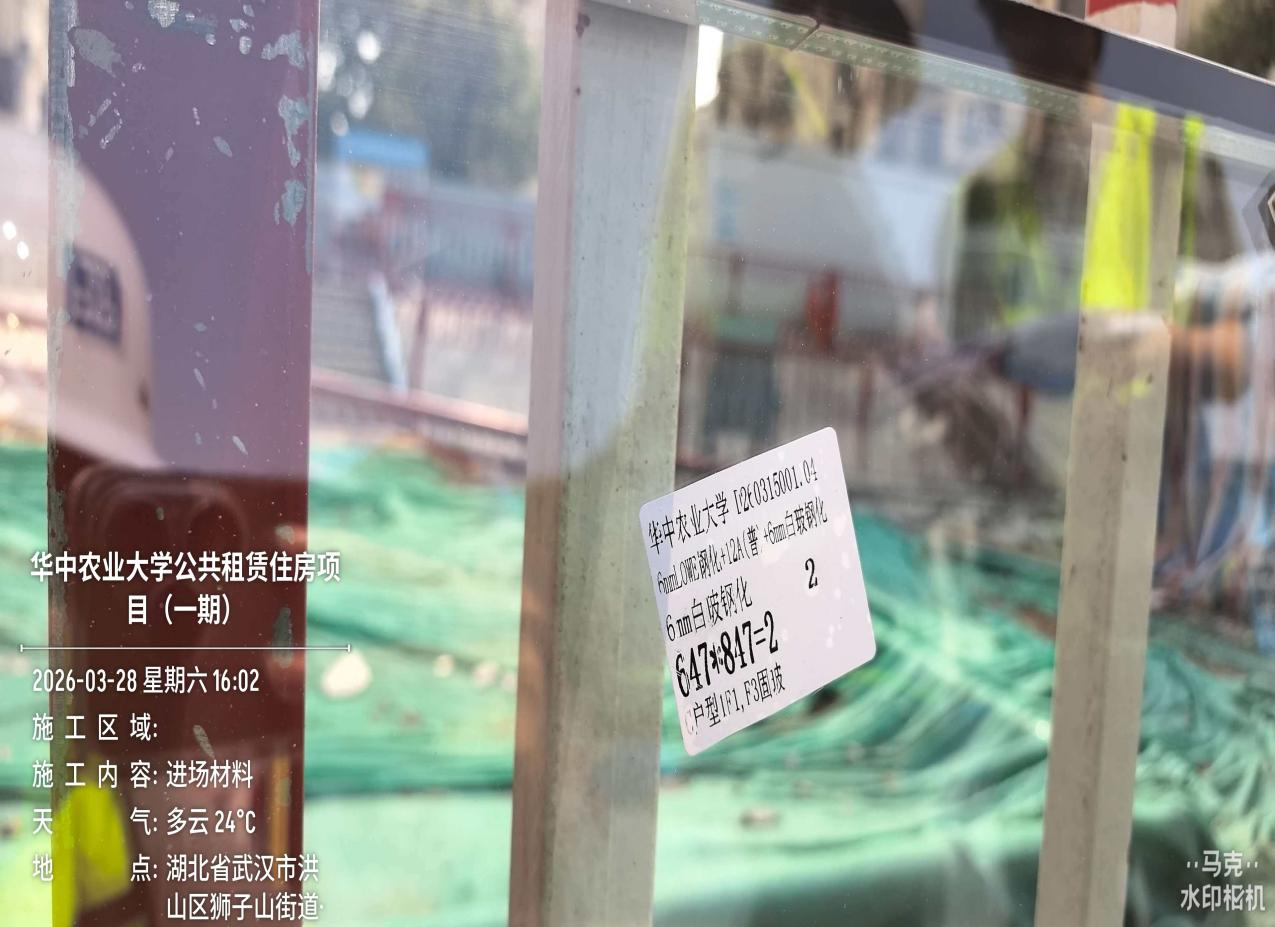 华中农业大学公共租赁住房项
目（一期）
2026-03-28 星期六 16:02
施工区域:
施工内容: 进场材料
天气: 多云 24℃
地点: 湖北省武汉市洪
山区狮子山街道·
华中农业大学 D260315001.04
6mmLOWE钢化+12A(普)+6mm白玻钢化
6mm白玻钢化 2
647*847=2
C户型1F1,F3固玻
马克
水印相机